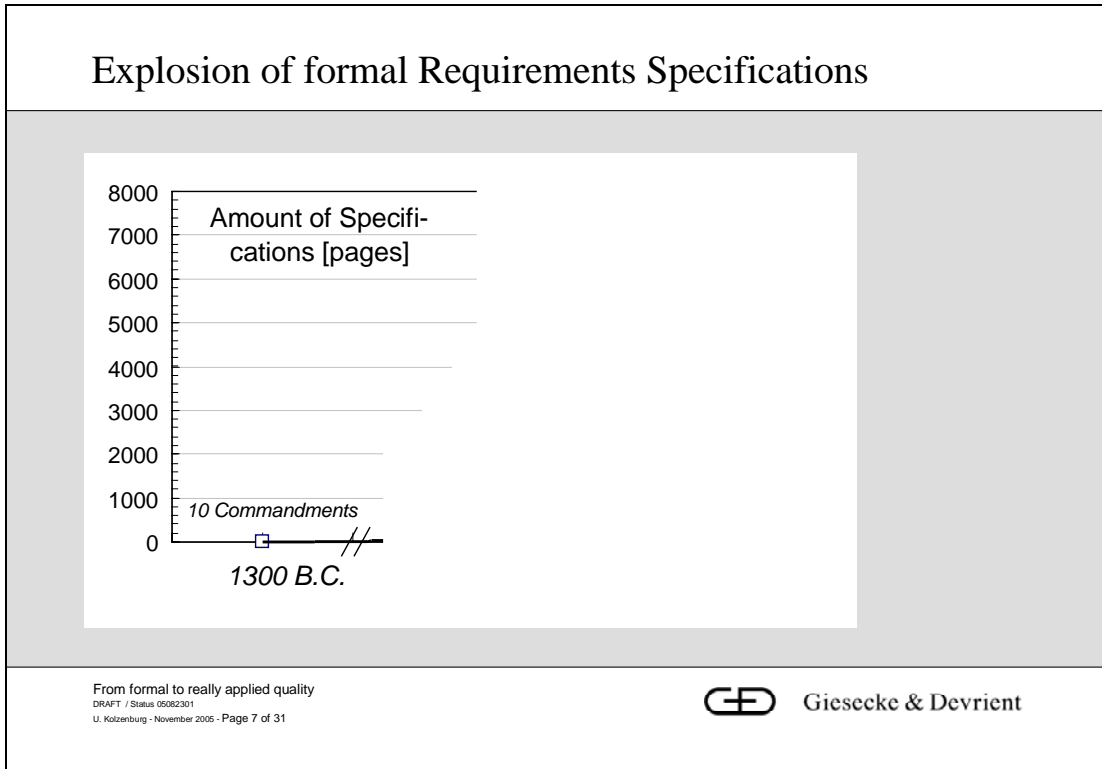 Explosion of formal Requirements Specifications
8000
Amount of Specifi-
7000
cations [pages]
6000
5000
4000
3000
2000
1000
10 Commandments
0
1300 B.C.
From formal to really applied quality
DRAFT / Status 05082301
U. Kolzenburg - November 2005 - Page 7 of 31
Giesecke & Devrient